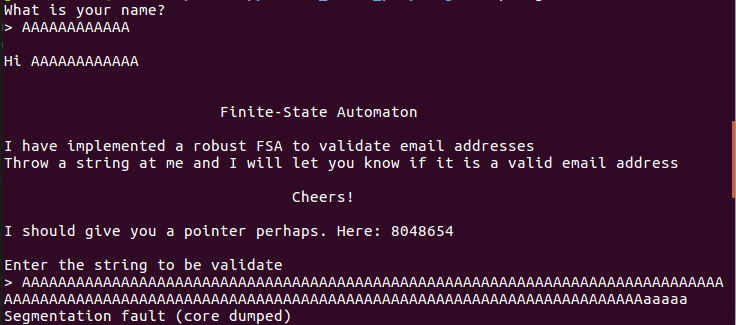 What is your name?
> AAAAAAAAAAAA
Hi AAAAAAAAAAAA
Finite-State Automaton
I have implemented a robust FSA to validate email addresses
Throw a string at me and I will let you know if it is a valid email address
Cheers!
I should give you a pointer perhaps. Here: 8048654
Enter the string to be validate
> AAAAAAAAAAAAAAAAAAAAAAAAAAAAAAAAAAAAAAAAAAAAAAAAAAAAAAAAAAAAAAAAAAAAAAAAAAAAAA
AAAAAAAAAAAAAAAAAAAAAAAAAAAAAAAAAAAAAAAAAAAAAAAAAAAAAAAAAAAAAAAAAAAAAAAaaaaa
Segmentation fault (core dumped)